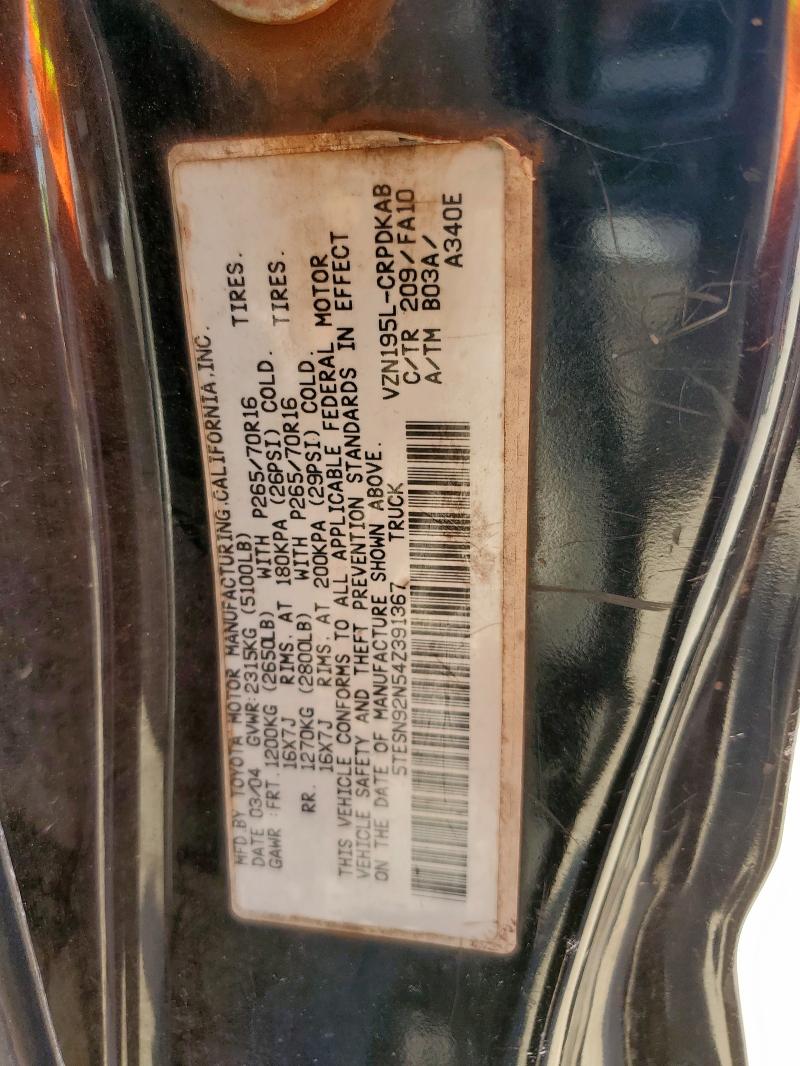 MFD.BY TOYOTA MOTOR MANUFACTURING,CALIFORNIA,INC.
DATE 03/04 GVWR:2315KG (5100LB)
GAWR :FRT.1200KG (2650LB) WITH P265/70R16 TIRES.
16X7J RIMS, AT 180KPA (26PSI) COLD.
RR. 1270KG (2800LB) WITH P265/70R16 TIRES.
16X7J RIMS, AT 200KPA (29PSI) COLD.
THIS VEHICLE CONFORMS TO ALL APPLICABLE FEDERAL MOTOR
VEHICLE SAFETY AND THEFT PREVENTION STANDARDS IN EFFECT
ON THE DATE OF MANUFACTURE SHOWN ABOVE.
5TESN92N54Z391367 TRUCK
VZN195L-CRPDKAB
C/TR 209/FA10
A/TM B03A/
A340E